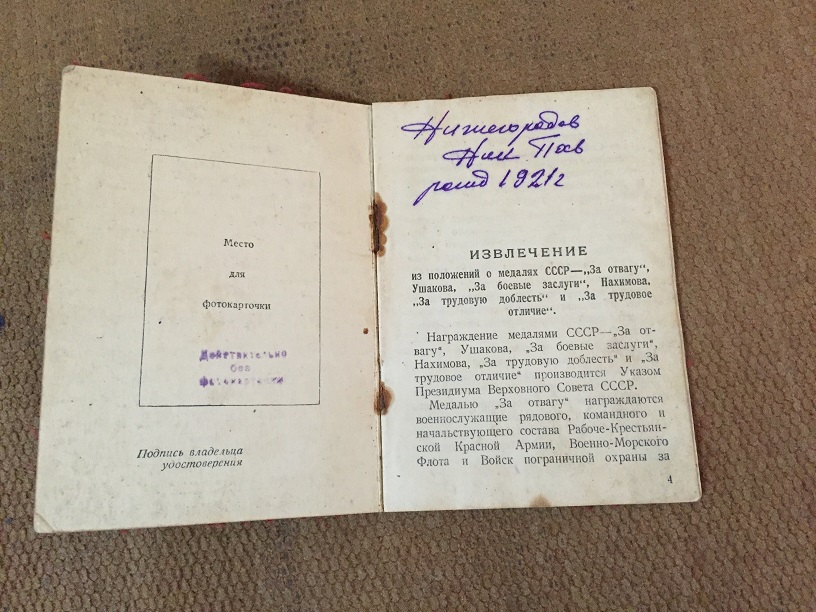 Место
для
фотокарточки
Действительно
без
фотокарточки
Подпись владельца
удостоверения
Нижегородов
Ник Пав
рожд 1921г
ИЗВЛЕЧЕНИЕ
из положений о медалях СССР—„За отвагу“,
Ушакова, „За боевые заслуги“, Нахимова,
„За трудовую доблесть“ и „За трудовое
отличие“.
Награждение медалями СССР—„За от-
вагу“, Ушакова, „За боевые заслуги“,
Нахимова, „За трудовую доблесть“ и „За
трудовое отличие“ производится Указом
Президиума Верховного Совета СССР.
Медалью „За отвагу“ награждаются
военнослужащие рядового, командного и
начальствующего состава Рабоче-Крестьян-
ской Красной Армии, Военно-Морского
Флота и Войск пограничной охраны за
4